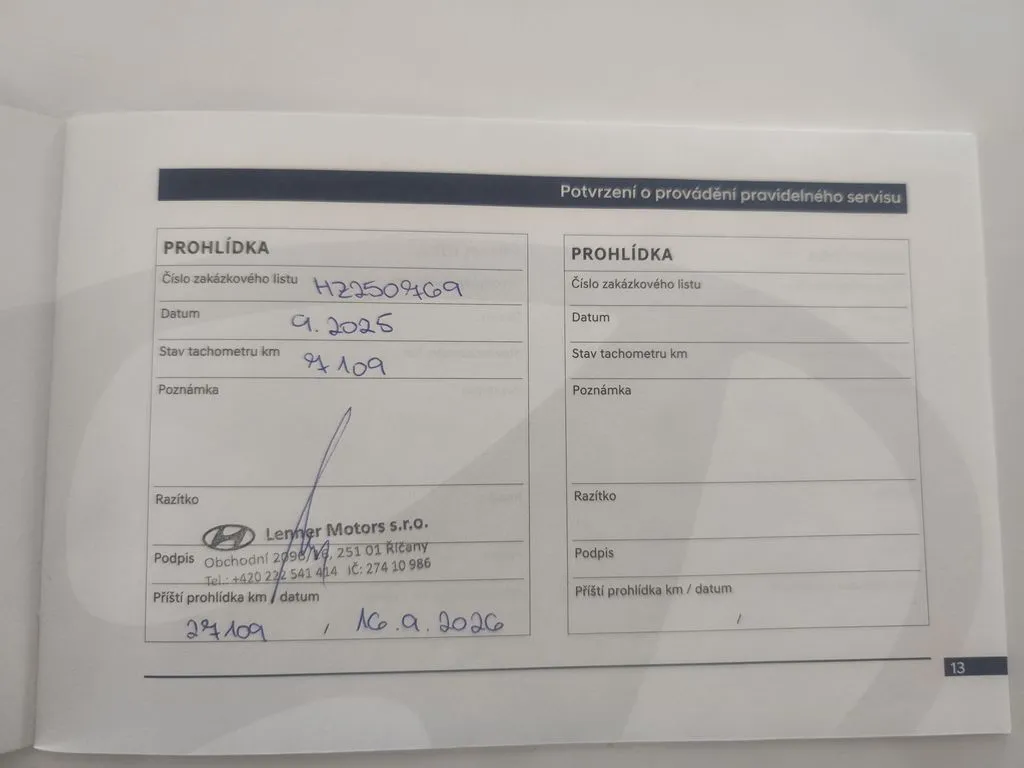 Potvrzení o provádění pravidelného servisu
PROHLÍDKA
Číslo zakázkového listu HZ250769
Datum 9. 2025
Stav tachometru km 7 109
Poznámka
Razítko
Lenner Motors s.r.o.
Obchodní 2096/16, 251 01 Říčany
Podpis
Tel.: +420 222 541 414 IČ: 274 10 986
Příští prohlídka km / datum
27109 / 16.9.2026
PROHLÍDKA
Číslo zakázkového listu
Datum
Stav tachometru km
Poznámka
Razítko
Podpis
Příští prohlídka km / datum
/
13